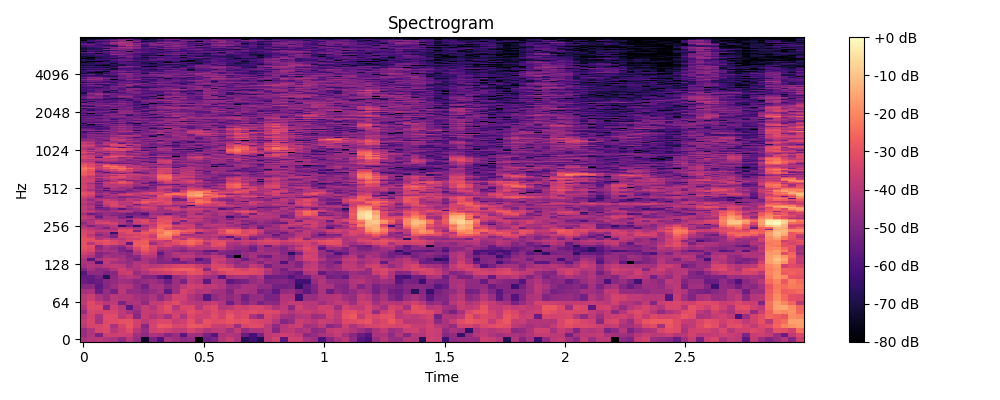 Spectrogram
Hz
4096
2048
1024
512
256
128
64
0
0
0.5
1
1.5
2
2.5
Time
+0 dB
-10 dB
-20 dB
-30 dB
-40 dB
-50 dB
-60 dB
-70 dB
-80 dB